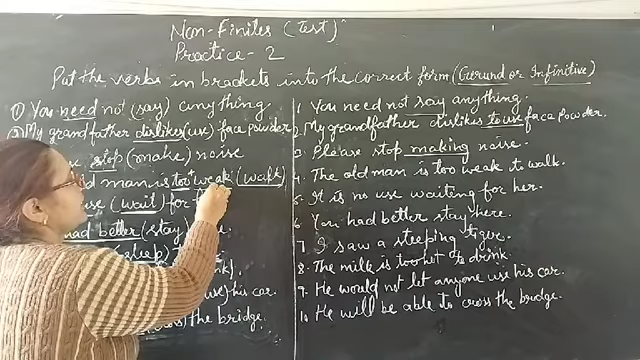 Non-Finites (Test)
Practice - 2
Put the verbs in brackets into the correct form (Gerund or Infinitive)
① You need not (say) anything.
② My grandfather dislikes (use) face powder
stop (make) noise
man is too + weak (walk)
use (wait) for
had better (stay
(sleep)
his car.
the bridge.
1. You need not say anything.
2. My grandfather dislikes to use face powder.
3. Please stop making noise.
4. The old man is too weak to walk.
5. It is no use waiting for her.
6. You had better stay here.
7. I saw a sleeping tiger.
8. The milk is too hot to drink.
9. He would not let anyone use his car.
10. He will be able to cross the bridge.